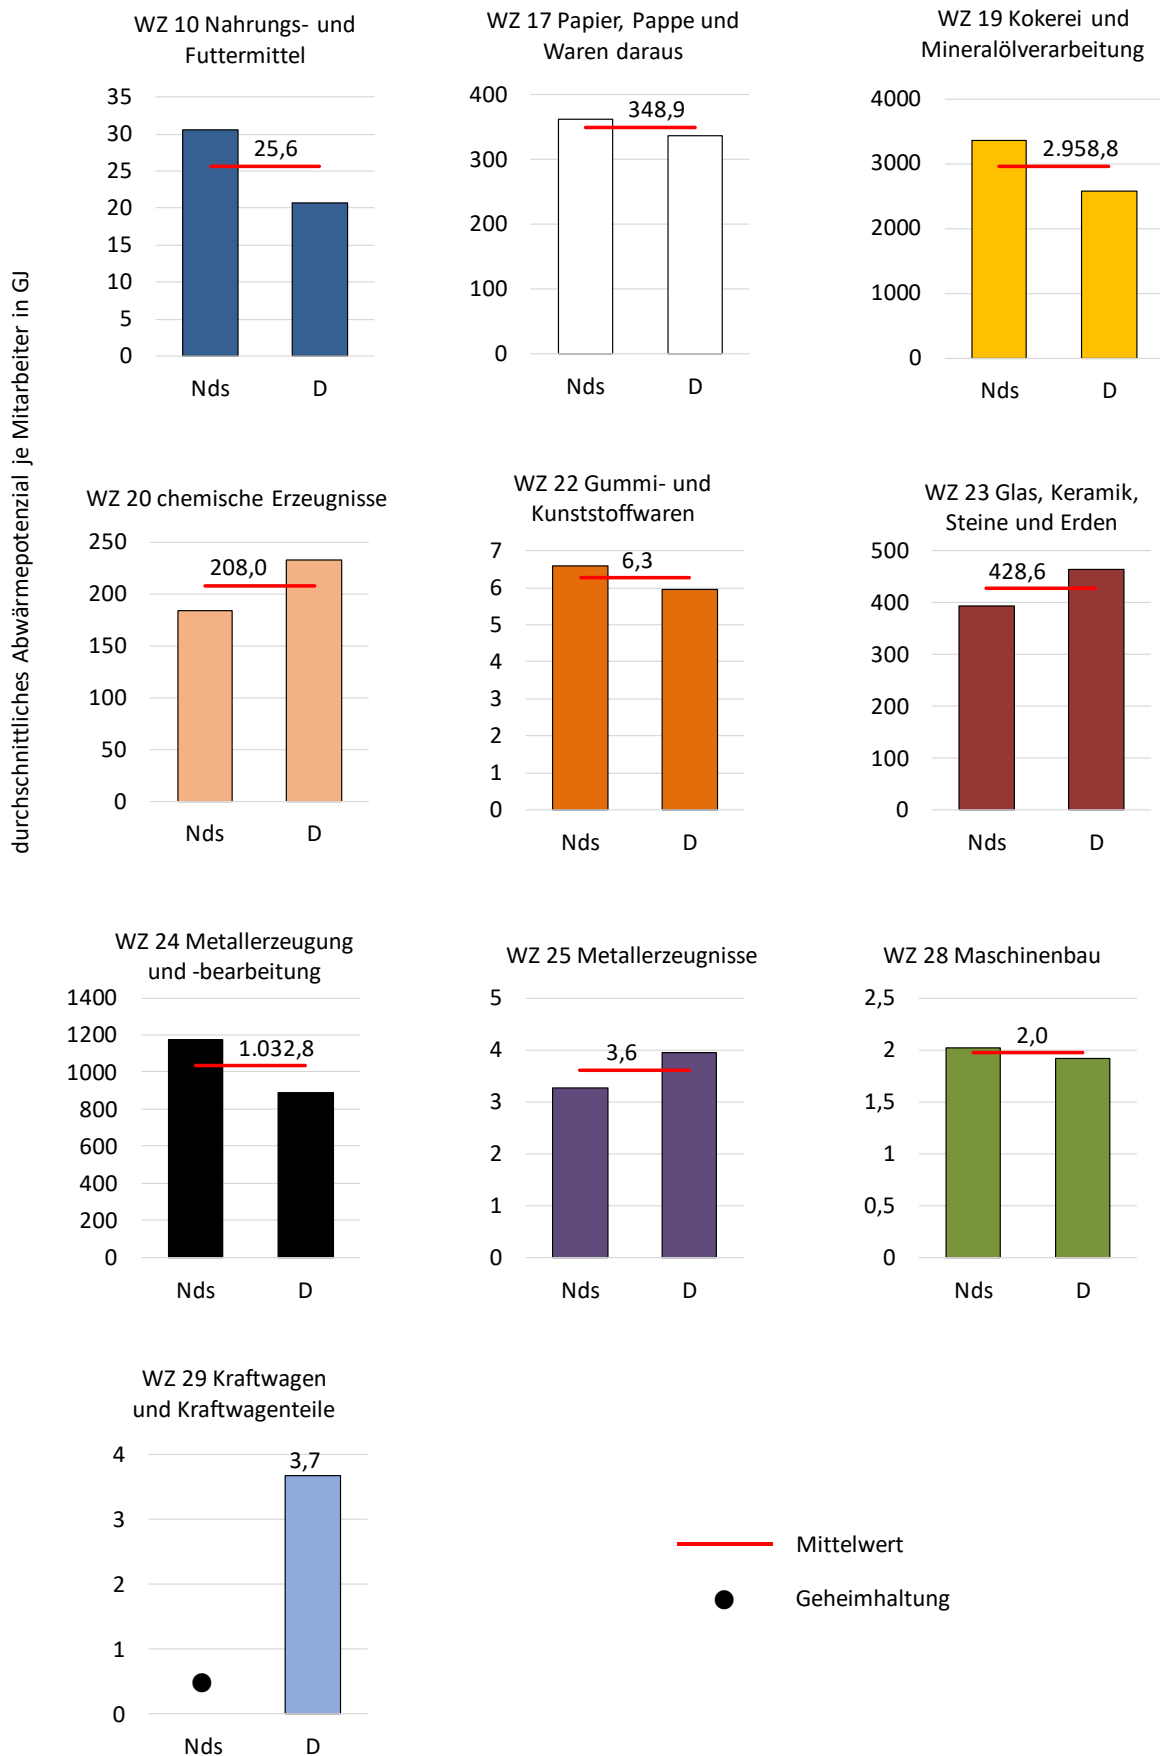 durchschnittliches Abwärmepotenzial je Mitarbeiter in GJ
WZ 10 Nahrungs- und
Futtermittel
35
30
25
20
15
10
5
0
25,6
Nds
D
WZ 17 Papier, Pappe und
Waren daraus
400
300
200
100
0
348,9
Nds
D
WZ 19 Kokerei und
Mineralölverarbeitung
4000
3000
2000
1000
0
2.958,8
Nds
D
WZ 20 chemische Erzeugnisse
250
200
150
100
50
0
208,0
Nds
D
WZ 22 Gummi- und
Kunststoffwaren
7
6
5
4
3
2
1
0
6,3
Nds
D
WZ 23 Glas, Keramik,
Steine und Erden
500
400
300
200
100
0
428,6
Nds
D
WZ 24 Metallerzeugung
und -bearbeitung
1400
1200
1000
800
600
400
200
0
1.032,8
Nds
D
WZ 25 Metallerzeugnisse
5
4
3
2
1
0
3,6
Nds
D
WZ 28 Maschinenbau
2,5
2
1,5
1
0,5
0
2,0
Nds
D
WZ 29 Kraftwagen
und Kraftwagenteile
4
3
2
1
0
3,7
Nds
D
Mittelwert
Geheimhaltung